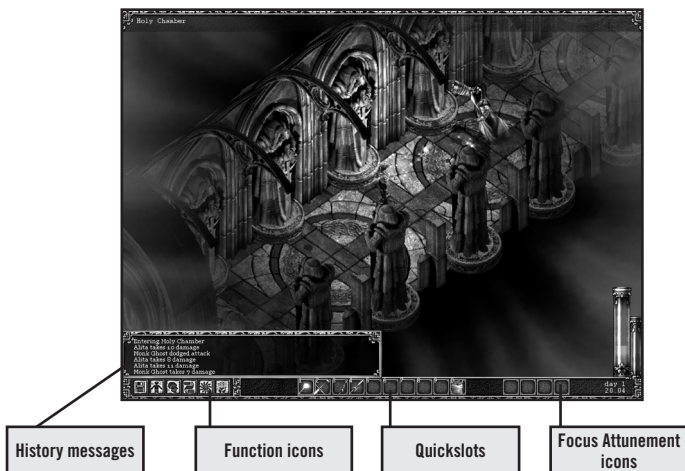 Holy Chamber
Entering Holy Chamber
Alita takes 10 damage
Monk Ghost dodged attack
Alita takes 8 damage
Alita takes 11 damage
Monk Ghost takes 7 damage
day 1
20:04
History messages
Function icons
Quickslots
Focus Attunement
icons